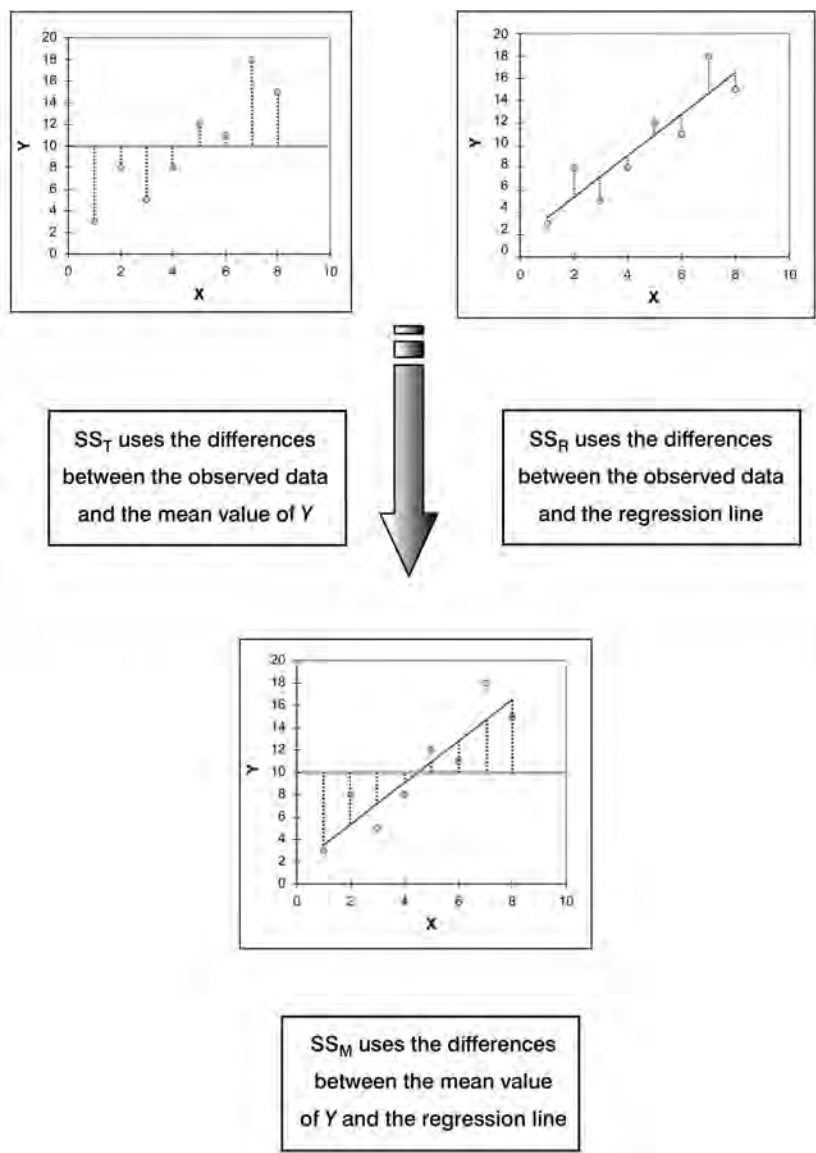 20
18
16
14
12
10
8
6
4
2
0
Y
0 2 4 6 8 10
X
20
18
16
14
12
10
8
6
4
2
0
Y
0 2 4 6 8 10
X
SST uses the differences
between the observed data
and the mean value of Y
SSR uses the differences
between the observed data
and the regression line
20
18
16
14
12
10
8
6
4
2
0
Y
0 2 4 6 8 10
X
SSM uses the differences
between the mean value
of Y and the regression line